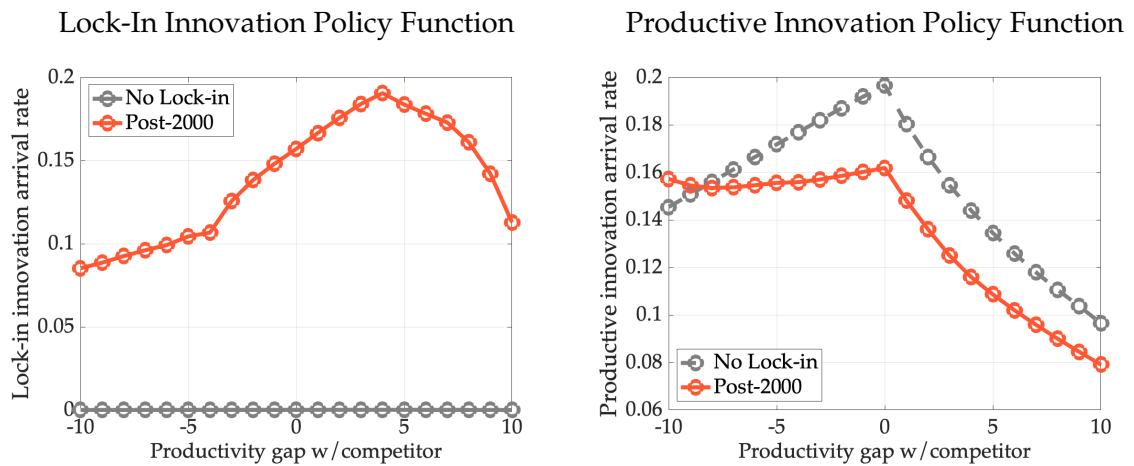 Lock-In Innovation Policy Function
Lock-in innovation arrival rate
0.2
0.15
0.1
0.05
0
No Lock-in
Post-2000
-10
-5
0
5
10
Productivity gap w/competitor
Productive Innovation Policy Function
Productive innovation arrival rate
0.2
0.18
0.16
0.14
0.12
0.1
0.08
0.06
No Lock-in
Post-2000
-10
-5
0
5
10
Productivity gap w/competitor